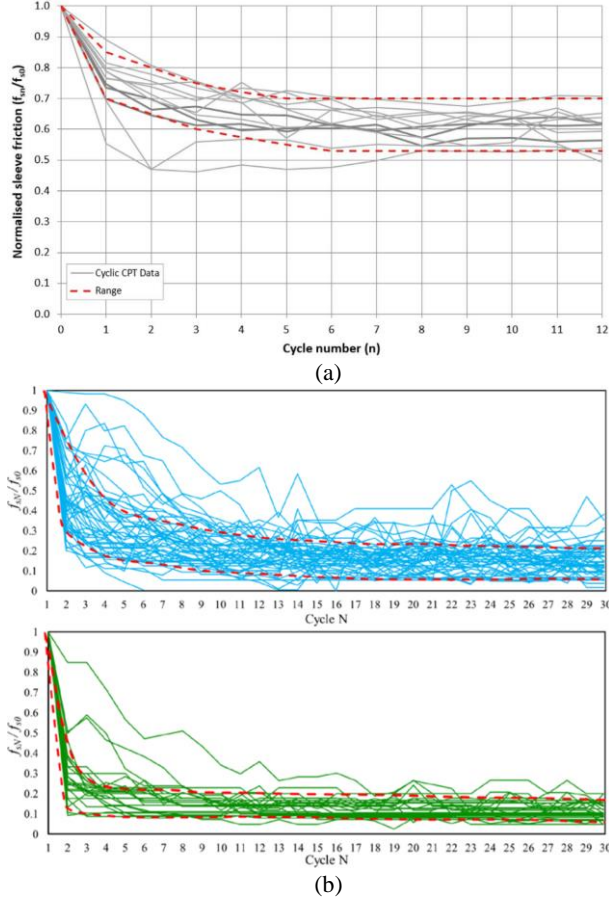 Normalised sleeve friction (fsn/fs0)
1.0
0.9
0.8
0.7
0.6
0.5
0.4
0.3
0.2
0.1
0.0
Cyclic CPT Data
Range
0 1 2 3 4 5 6 7 8 9 10 11 12
Cycle number (n)
(a)
fsN/fs0
1
0.9
0.8
0.7
0.6
0.5
0.4
0.3
0.2
0.1
0
1 2 3 4 5 6 7 8 9 10 11 12 13 14 15 16 17 18 19 20 21 22 23 24 25 26 27 28 29 30
Cycle N
fsN/fs0
1
0.9
0.8
0.7
0.6
0.5
0.4
0.3
0.2
0.1
0
1 2 3 4 5 6 7 8 9 10 11 12 13 14 15 16 17 18 19 20 21 22 23 24 25 26 27 28 29 30
Cycle N
(b)